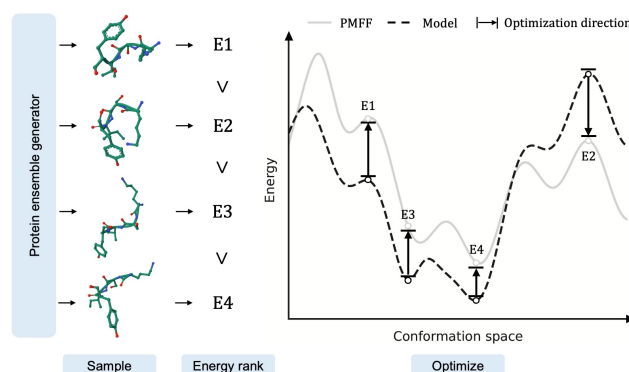 Protein ensemble generator
E1
∨
E2
∨
E3
∨
E4
Sample
Energy rank
PMFF Model Optimization direction
E1
E3
E4
E2
Energy
Conformation space
Optimize